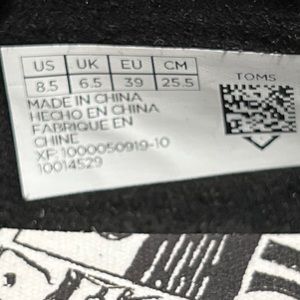 US UK EU CM
8.5 6.5 39 25.5
TOMS
MADE IN CHINA
HECHO EN CHINA
FABRIQUE EN
CHINE
XF: 1000050919-10
10014529